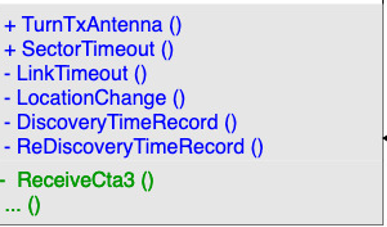 + TurnTxAntenna ()
+ SectorTimeout ()
- LinkTimeout ()
- LocationChange ()
- DiscoveryTimeRecord ()
- ReDiscoveryTimeRecord ()
- ReceiveCta3 ()
... ()